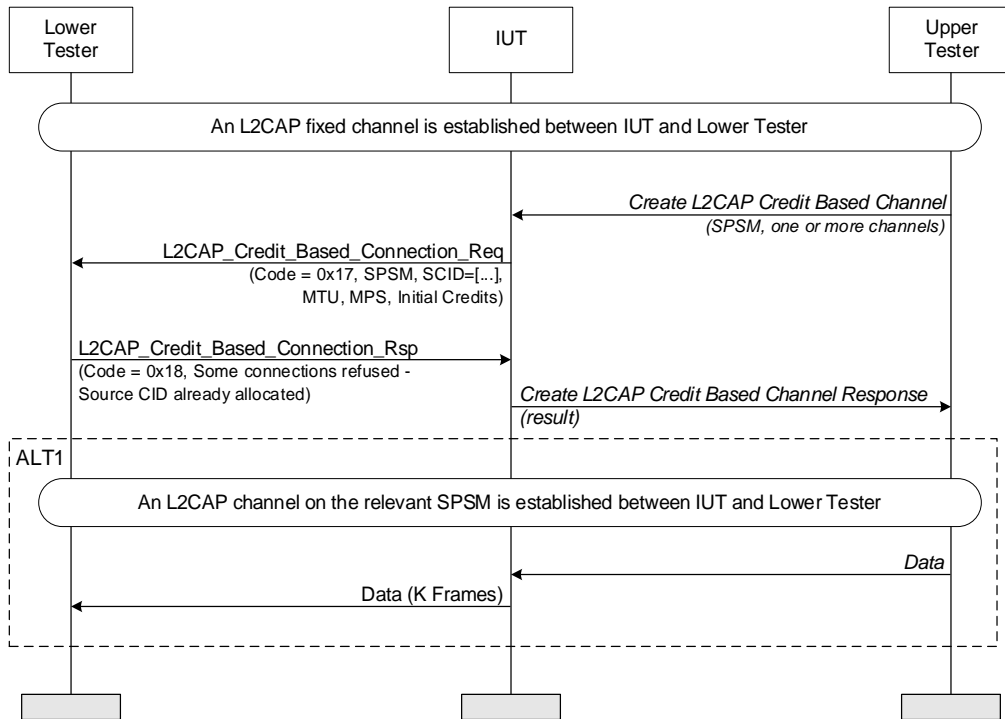 Lower
Tester
IUT
Upper
Tester
An L2CAP fixed channel is established between IUT and Lower Tester
Create L2CAP Credit Based Channel
(SPSM, one or more channels)
L2CAP_Credit_Based_Connection_Req
(Code = 0x17, SPSM, SCID=[...],
MTU, MPS, Initial Credits)
L2CAP_Credit_Based_Connection_Rsp
(Code = 0x18, Some connections refused -
Source CID already allocated)
Create L2CAP Credit Based Channel Response
(result)
ALT1
An L2CAP channel on the relevant SPSM is established between IUT and Lower Tester
Data
Data (K Frames)